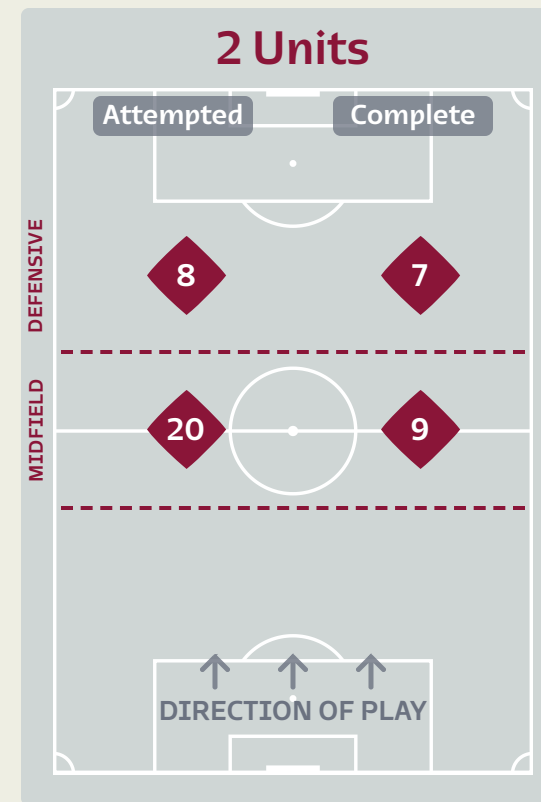 2 Units
Attempted Complete
DEFENSIVE
8 7
MIDFIELD
20 9
DIRECTION OF PLAY